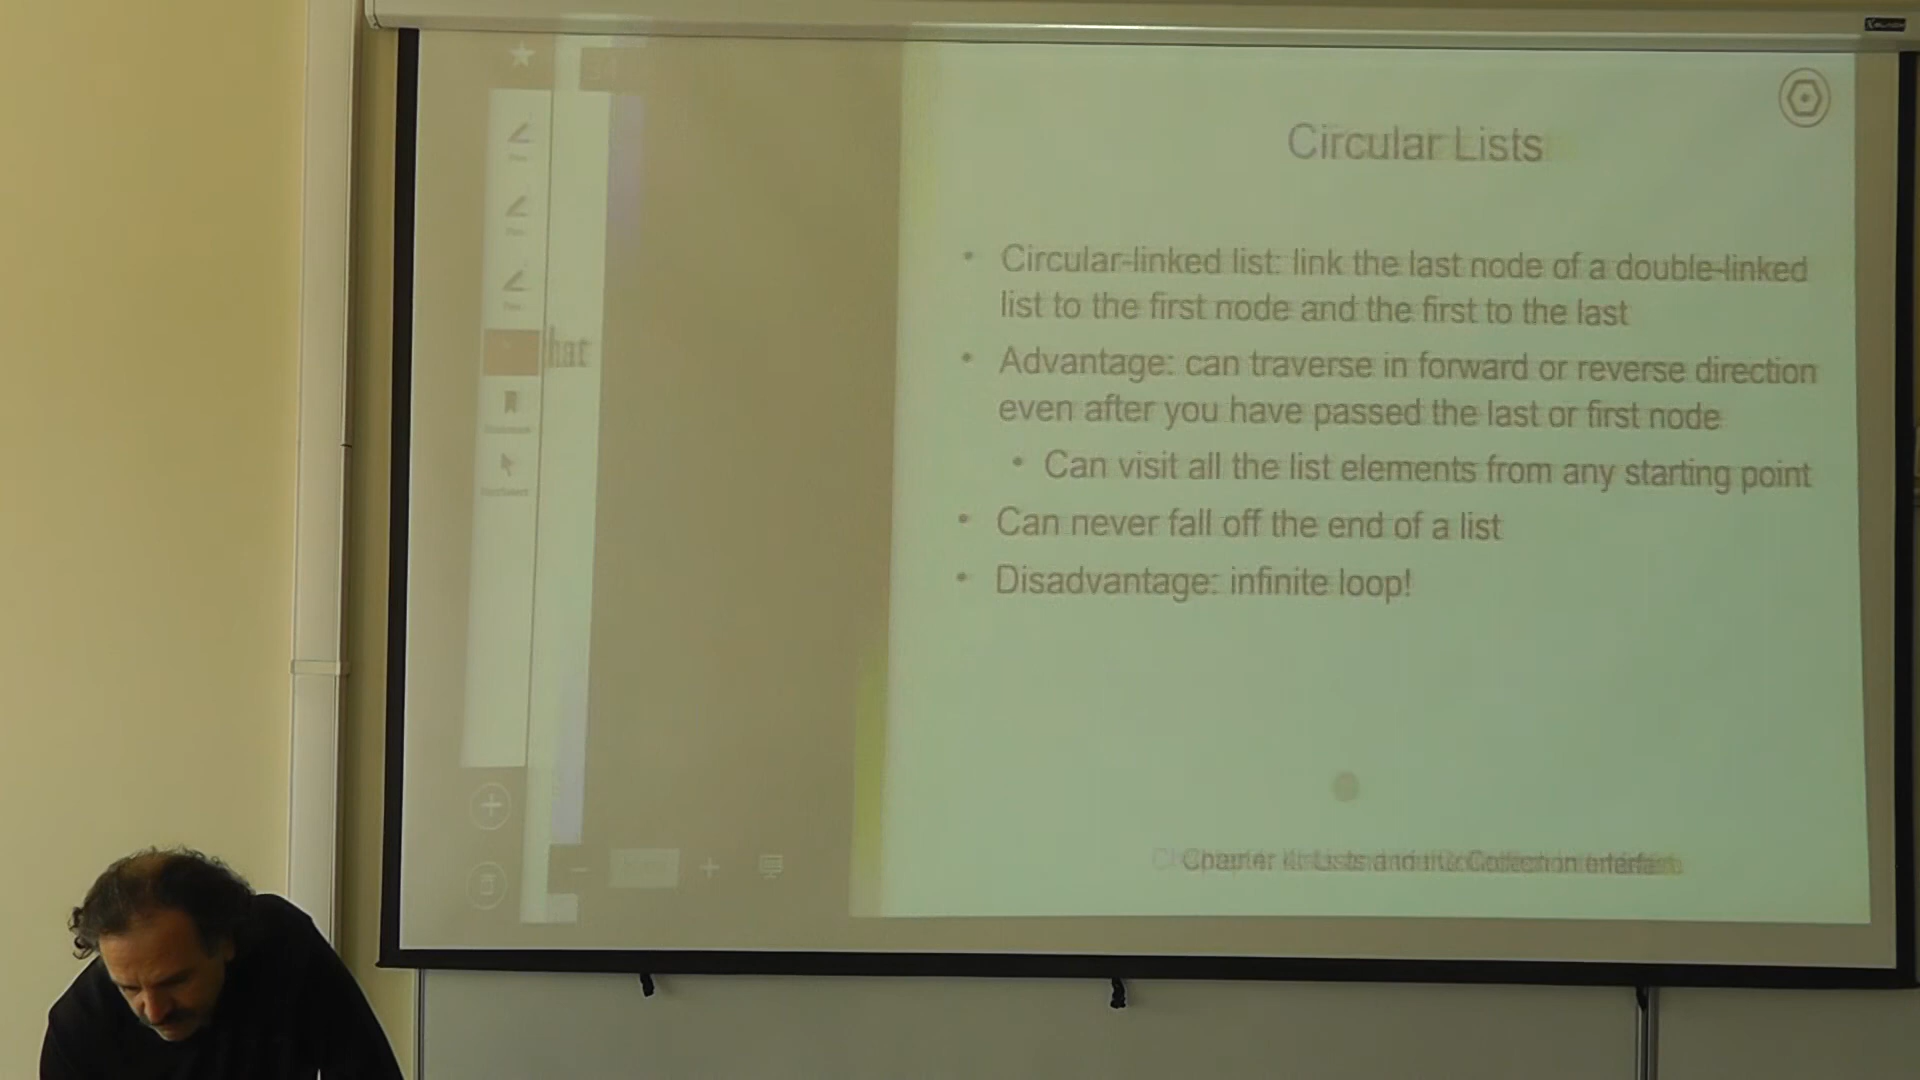 Circular Lists
• Circular-linked list: link the last node of a double-linked
list to the first node and the first to the last
• Advantage: can traverse in forward or reverse direction
even after you have passed the last or first node
• Can visit all the list elements from any starting point
• Can never fall off the end of a list
• Disadvantage: infinite loop!
hat